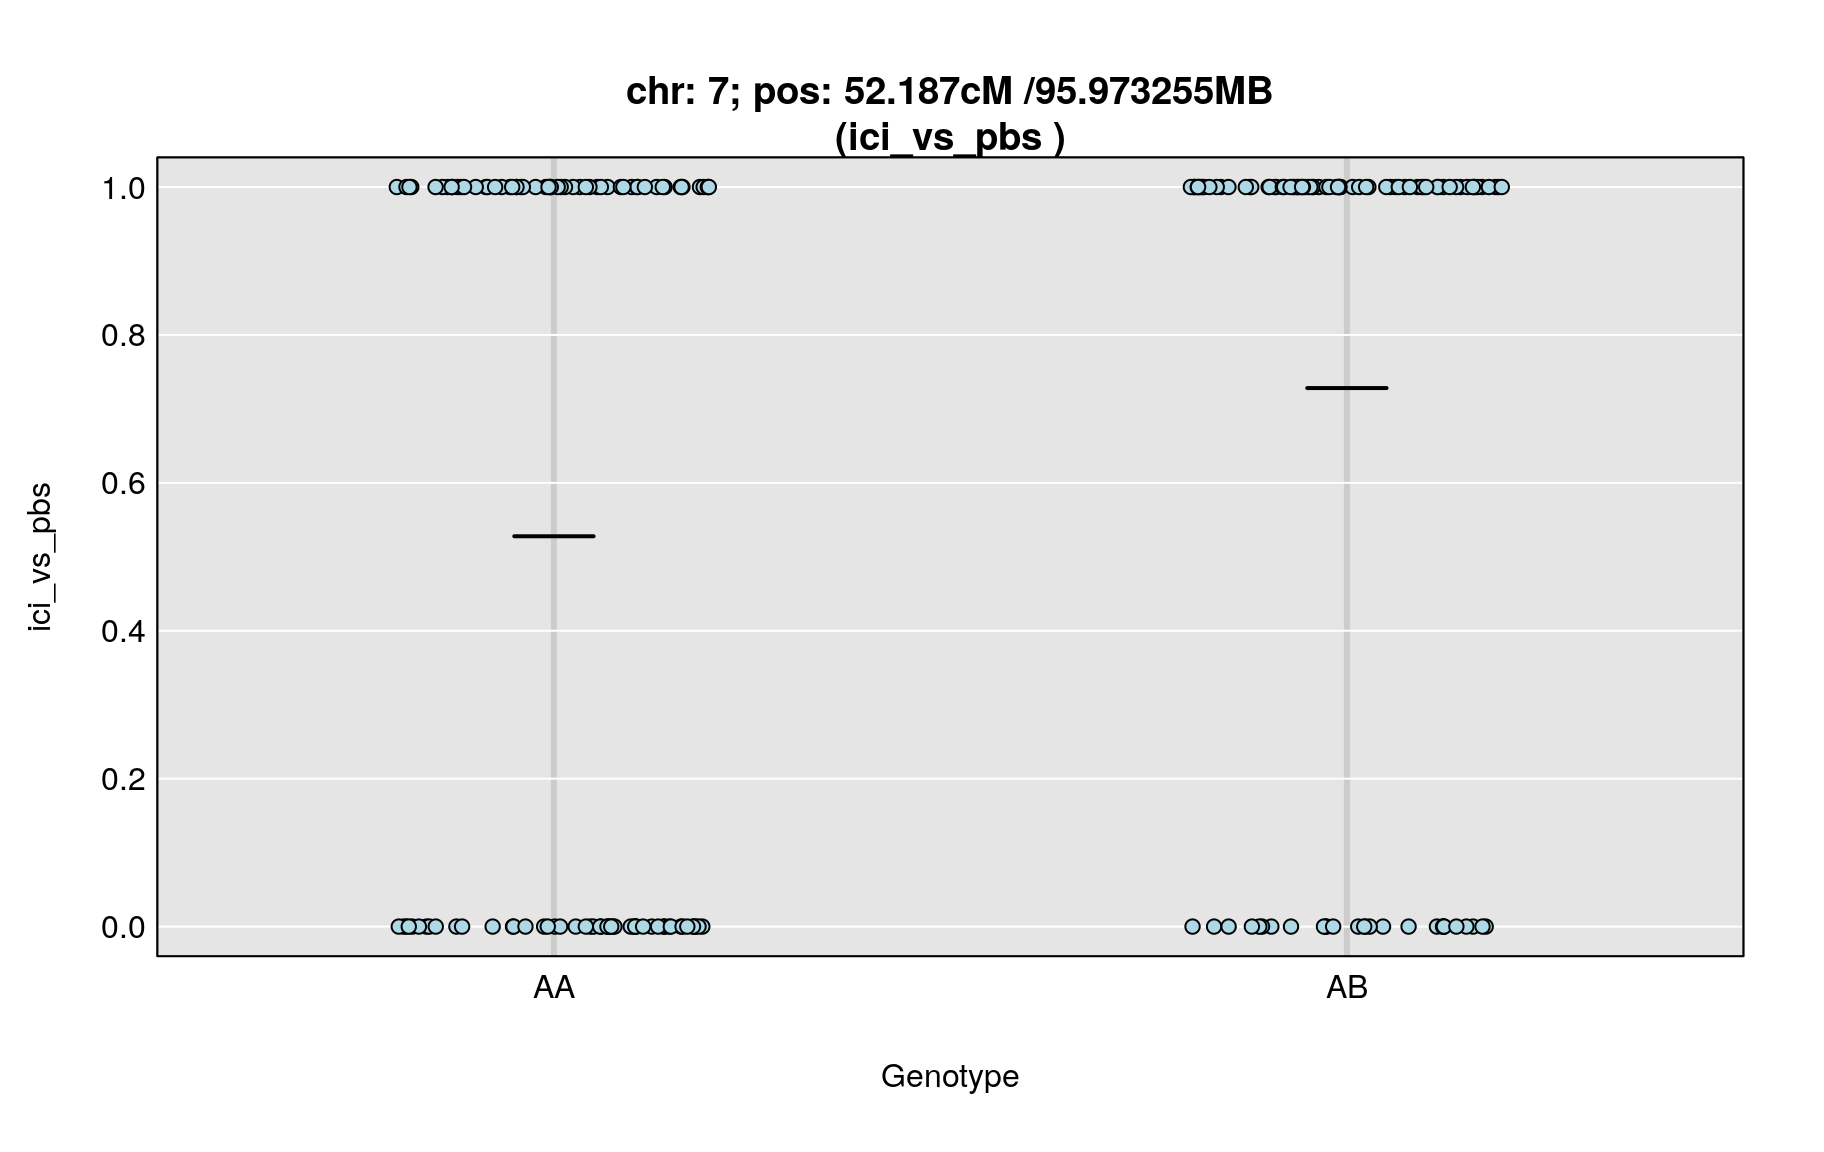 chr: 7; pos: 52.187cM /95.973255MB
(ici_vs_pbs )
1.0
0.8
0.6
0.4
0.2
0.0
ici_vs_pbs
AA
AB
Genotype